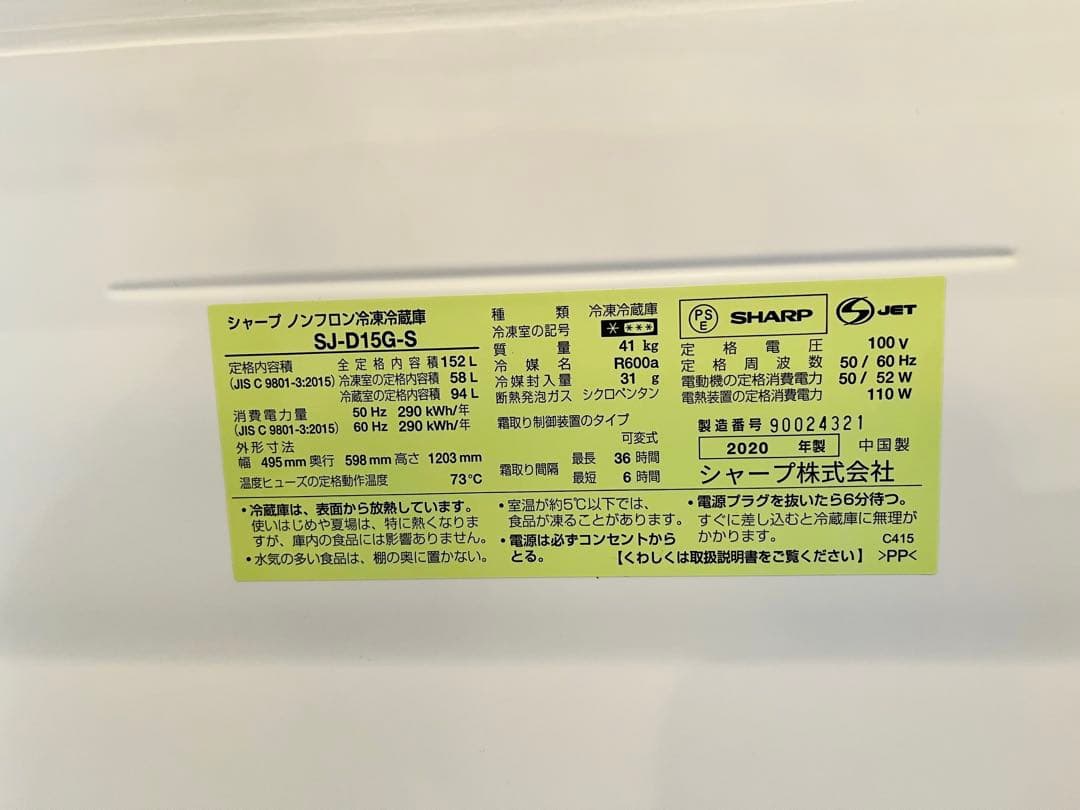 シャープ ノンフロン冷凍冷蔵庫
SJ-D15G-S
定格内容積 全定格内容積 152 L
(JIS C 9801-3:2015) 冷凍室の定格内容積 58 L
冷蔵室の定格内容積 94 L
消費電力量 50 Hz 290 kWh/年
(JIS C 9801-3:2015) 60 Hz 290 kWh/年
外形寸法
幅 495 mm 奥行 598 mm 高さ 1203 mm
温度ヒューズの定格動作温度 73℃
種類 冷凍冷蔵庫
冷凍室の記号 * ***
質量 41 kg
冷媒名 R600a
冷媒封入量 31 g
断熱発泡ガス シクロペンタン
霜取り制御装置のタイプ
可変式
霜取り間隔 最長 36 時間
最短 6 時間
PS E SHARP JET
定格電圧 100 V
定格周波数 50 / 60 Hz
電動機の定格消費電力 50 / 52 W
電熱装置の定格消費電力 110 W
製造番号 90024321
2020 年製 中国製
シャープ株式会社
・冷蔵庫は、表面から放熱しています。
使いはじめや夏場は、特に熱くなりま
すが、庫内の食品には影響ありません。
・水気の多い食品は、棚の奥に置かない。
・室温が約5℃以下では、
食品が凍ることがあります。
・電源は必ずコンセントから
とる。
・電源プラグを抜いたら6分待つ。
すぐに差し込むと冷蔵庫に無理が
かかります。 C415
【くわしくは取扱説明書をご覧ください】 >PP<